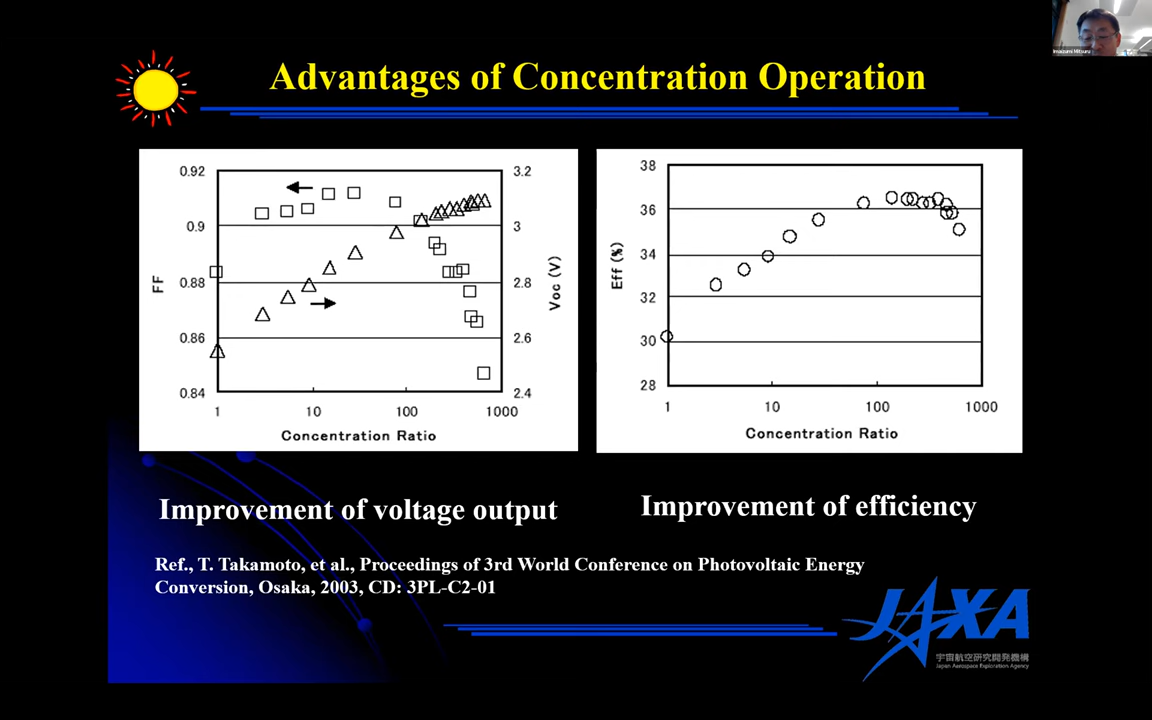 Imaizumi Mitsuru
Advantages of Concentration Operation
0.92
0.9
0.88
0.86
0.84
FF
3.2
3
2.8
2.6
2.4
Voc (V)
1
10
100
1000
Concentration Ratio
38
36
34
32
30
28
Eff (%)
1
10
100
1000
Concentration Ratio
Improvement of voltage output
Improvement of efficiency
Ref., T. Takamoto, et al., Proceedings of 3rd World Conference on Photovoltaic Energy
Conversion, Osaka, 2003, CD: 3PL-C2-01
JAXA
宇宙航空研究開発機構
Japan Aerospace Exploration Agency